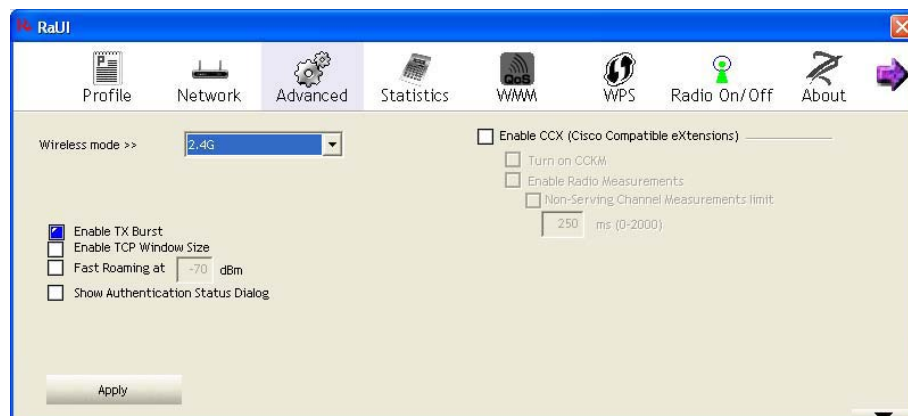 RaUI
Profile
Network
Advanced
Statistics
QoS
WMM
WPS
Radio On/Off
About
Wireless mode >>
2.4G
Enable TX Burst
Enable TCP Window Size
Fast Roaming at -70 dBm
Show Authentication Status Dialog
Apply
Enable CCX (Cisco Compatible eXtensions)
Turn on CCKM
Enable Radio Measurements
Non-Serving Channel Measurements limit
250 ms (0-2000)